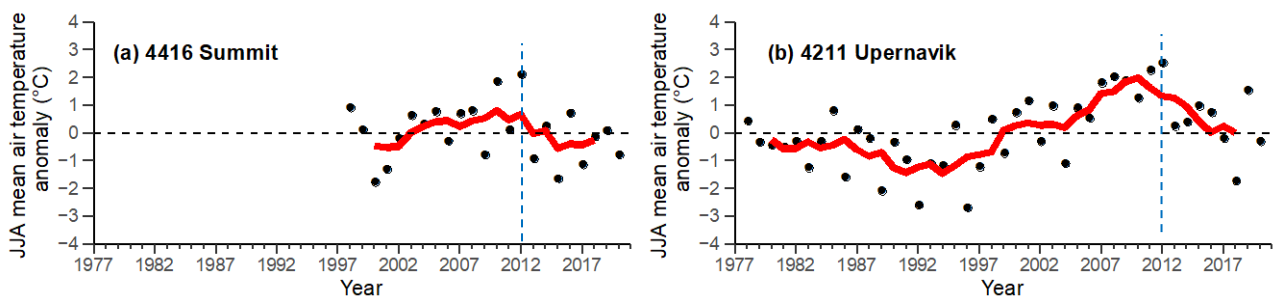 JJA mean air temperature
anomaly (°C)
4
3
2
1
0
−1
−2
−3
−4
(a) 4416 Summit
1977 1982 1987 1992 1997 2002 2007 2012 2017
Year
JJA mean air temperature
anomaly (°C)
4
3
2
1
0
−1
−2
−3
−4
(b) 4211 Upernavik
1977 1982 1987 1992 1997 2002 2007 2012 2017
Year